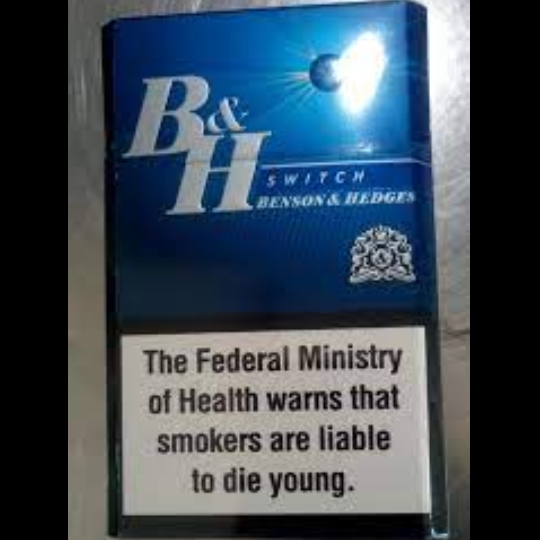 B&H
SWITCH
BENSON & HEDGES
The Federal Ministry
of Health warns that
smokers are liable
to die young.